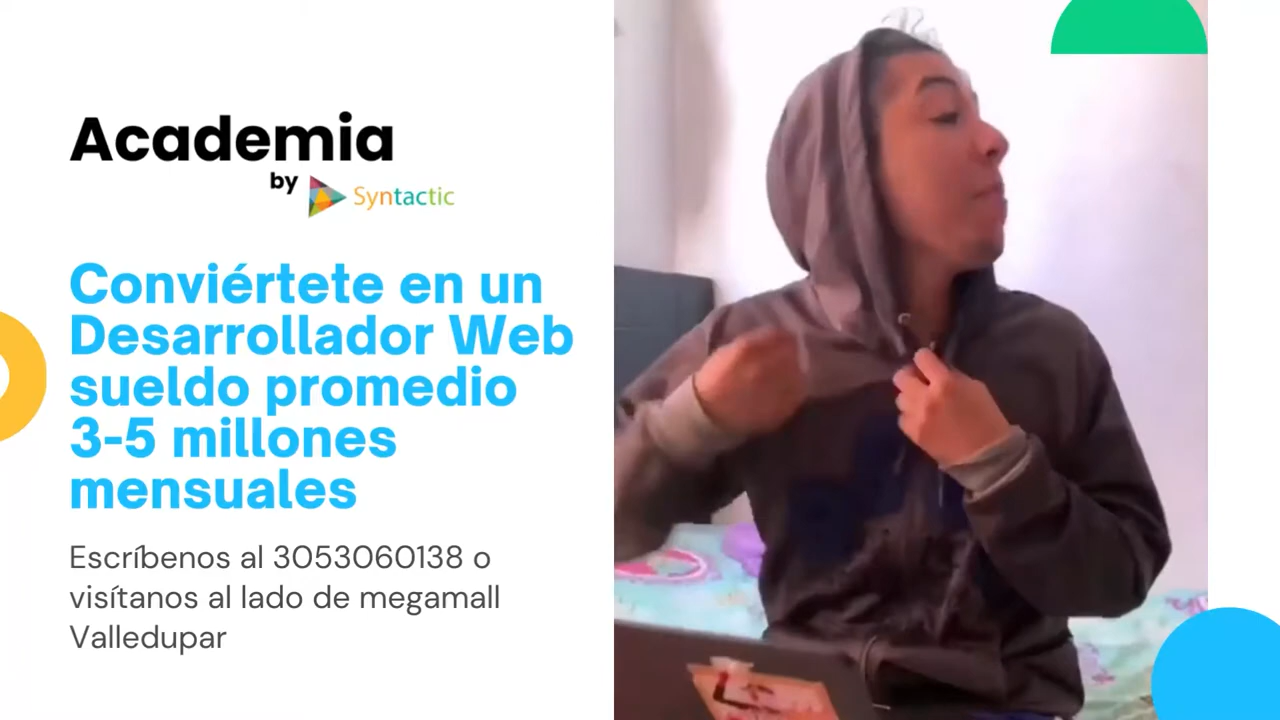 Academia
by Syntactic
Conviértete en un
Desarrollador Web
sueldo promedio
3-5 millones
mensuales
Escríbenos al 3053060138 o
visítanos al lado de megamall
Valledupar